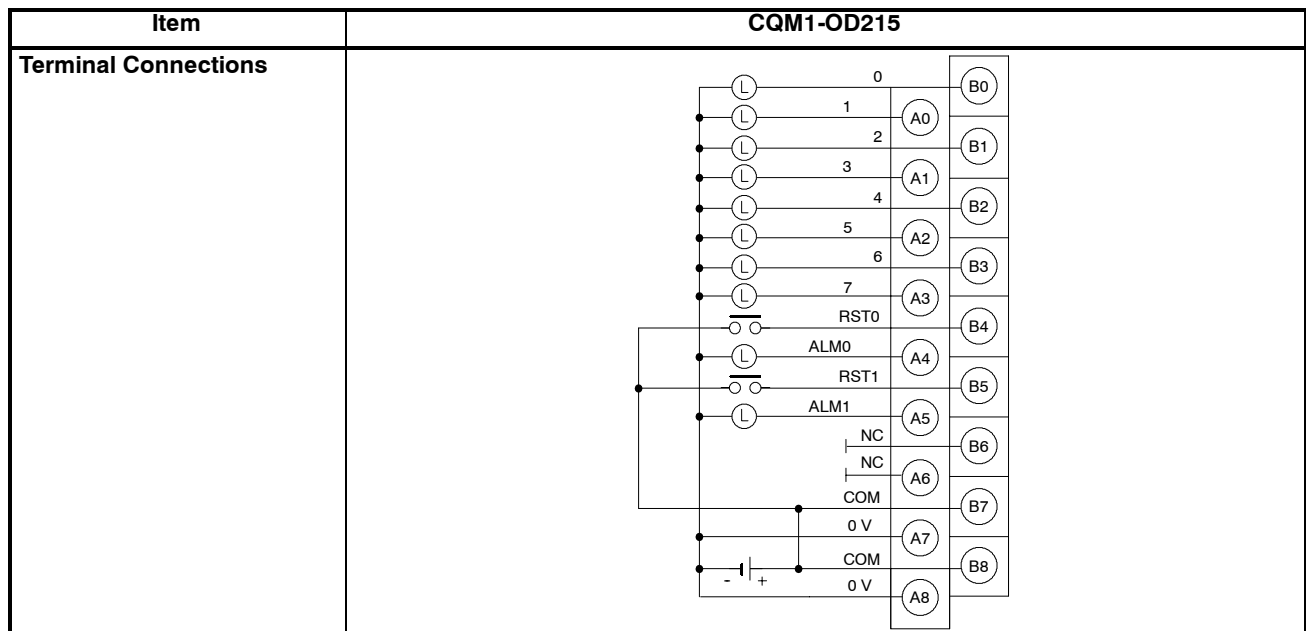 Item CQM1-OD215
Terminal Connections
L 0 B0
L 1 A0
L 2 B1
L 3 A1
L 4 B2
L 5 A2
L 6 B3
L 7 A3
RST0 B4
L ALM0 A4
RST1 B5
L ALM1 A5
NC B6
NC A6
COM B7
0 V A7
- + COM B8
0 V A8